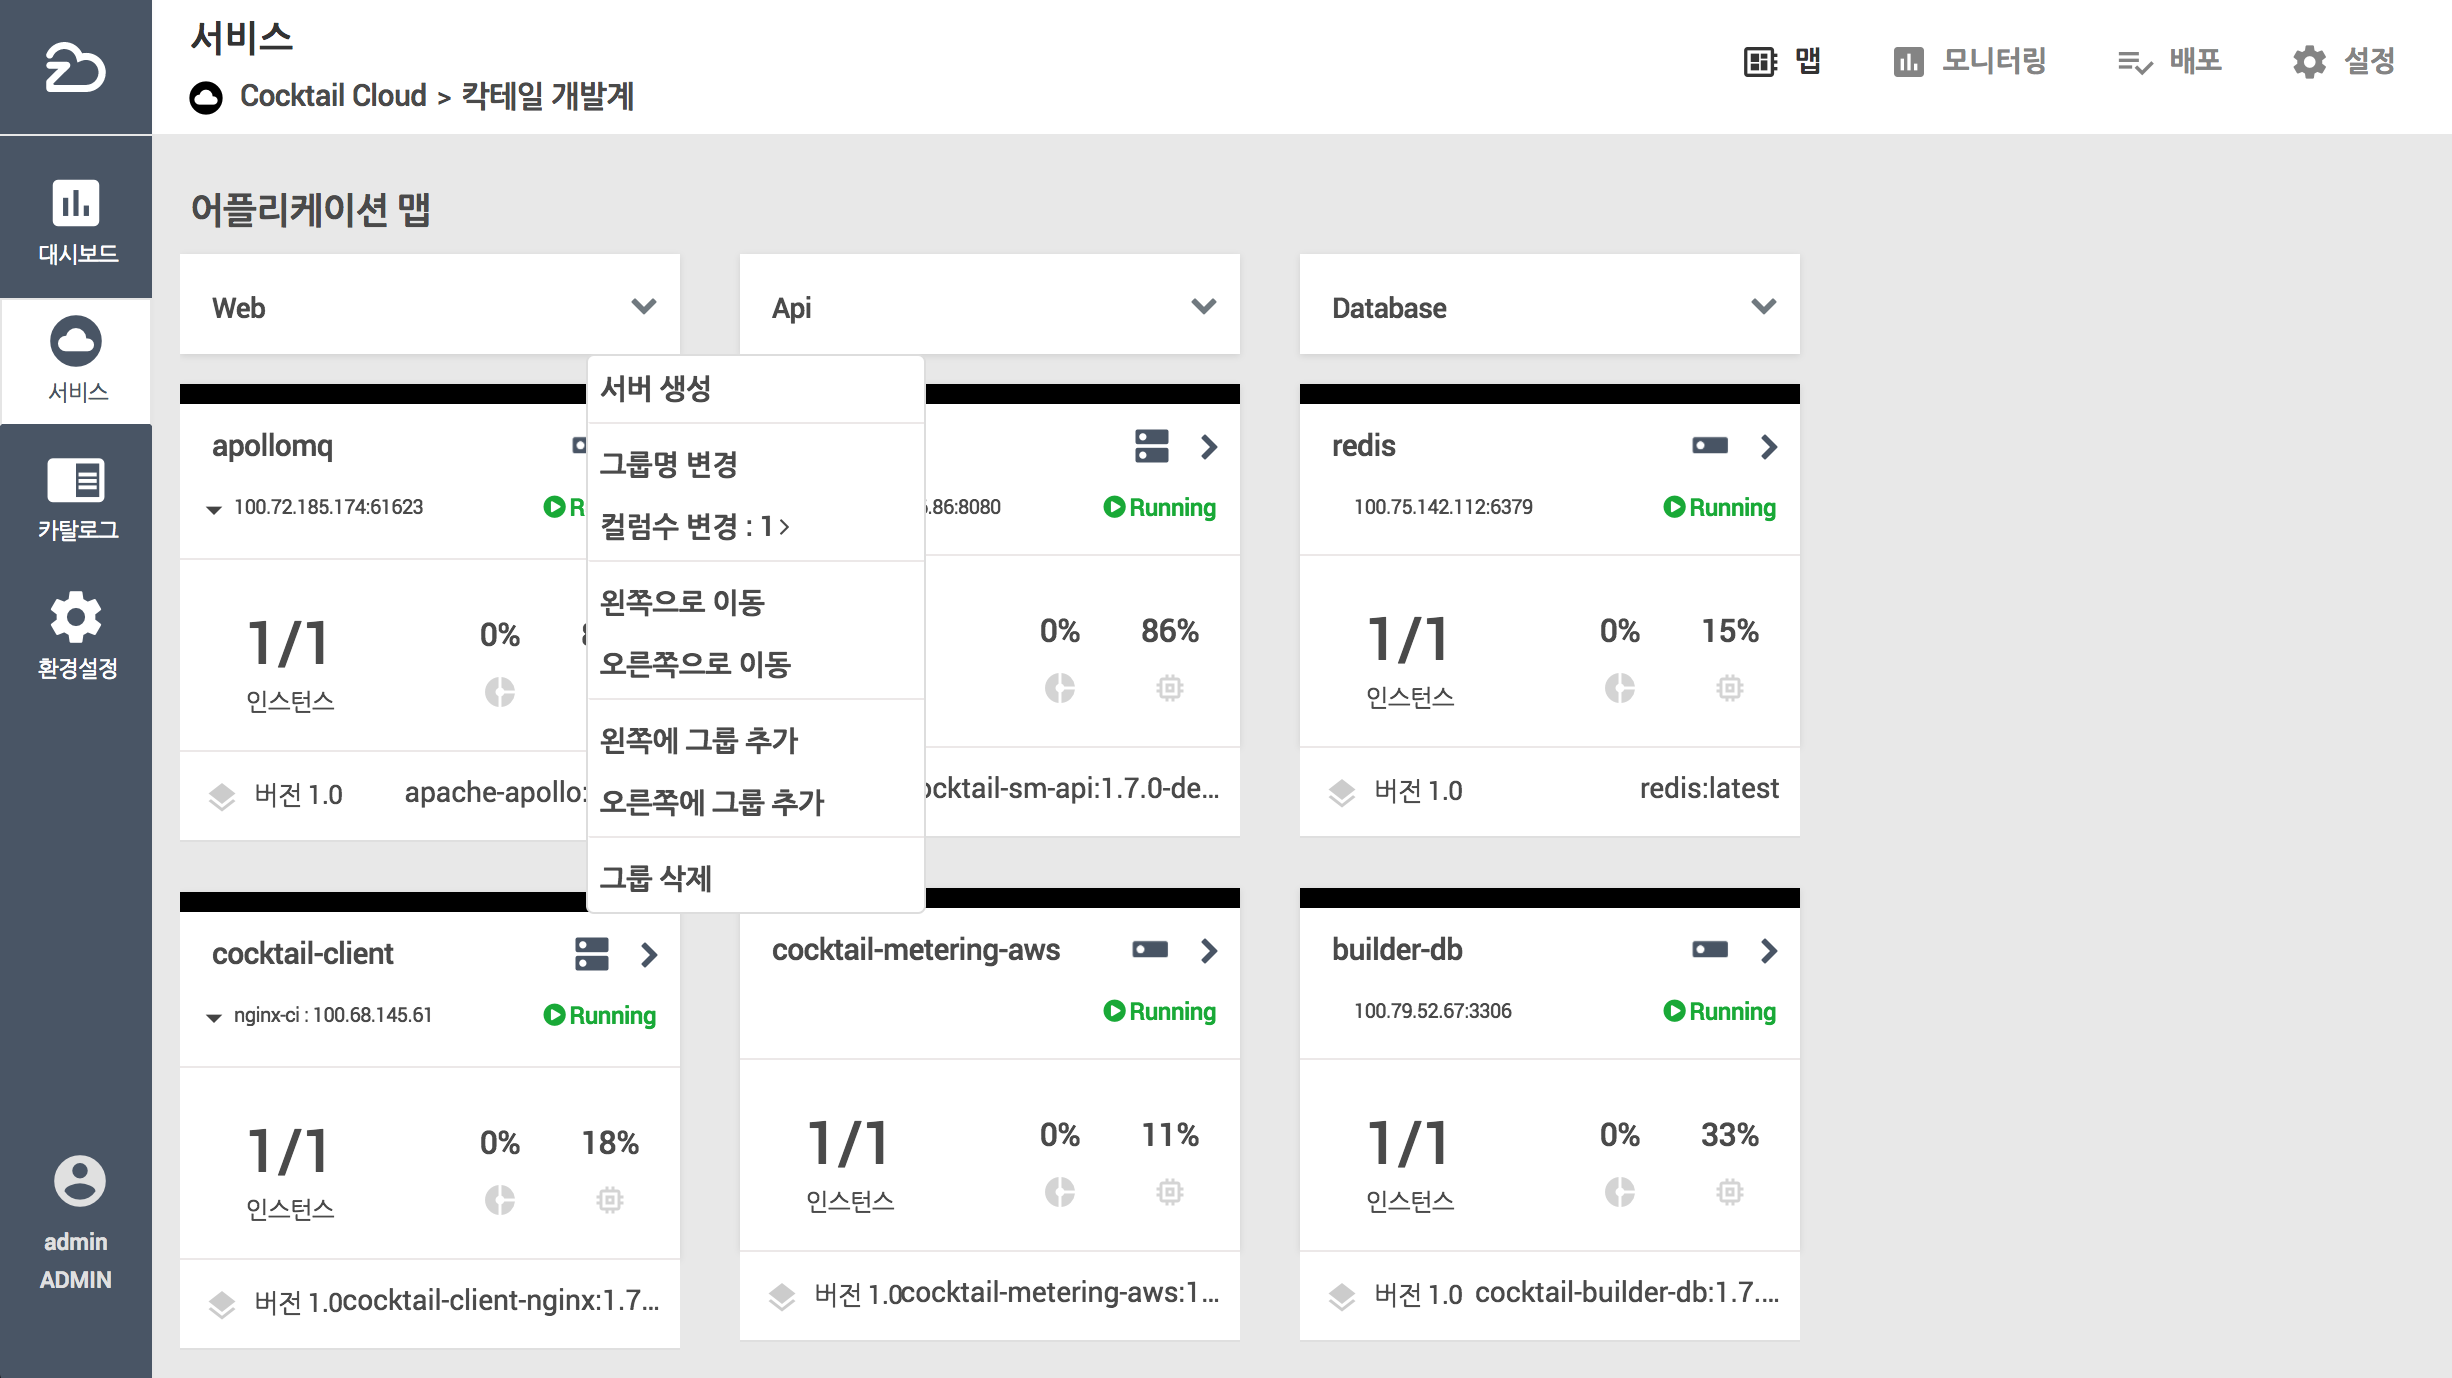 서비스
Cocktail Cloud > 칵테일 개발계
맵
모니터링
배포
설정
대시보드
서비스
카탈로그
환경설정
admin
ADMIN
어플리케이션 맵
Web
Api
Database
서버 생성
그룹명 변경
컬럼수 변경 : 1
왼쪽으로 이동
오른쪽으로 이동
왼쪽에 그룹 추가
오른쪽에 그룹 추가
그룹 삭제
apollomq
100.72.185.174:61623
1/1
인스턴스
0%
버전 1.0
apache-apollo:
.86:8080
Running
0%
86%
ocktail-sm-api:1.7.0-de...
redis
100.75.142.112:6379
Running
1/1
인스턴스
0%
15%
버전 1.0
redis:latest
cocktail-client
nginx-ci : 100.68.145.61
Running
1/1
인스턴스
0%
18%
버전 1.0cocktail-client-nginx:1.7...
cocktail-metering-aws
Running
1/1
인스턴스
0%
11%
버전 1.0cocktail-metering-aws:1...
builder-db
100.79.52.67:3306
Running
1/1
인스턴스
0%
33%
버전 1.0 cocktail-builder-db:1.7....